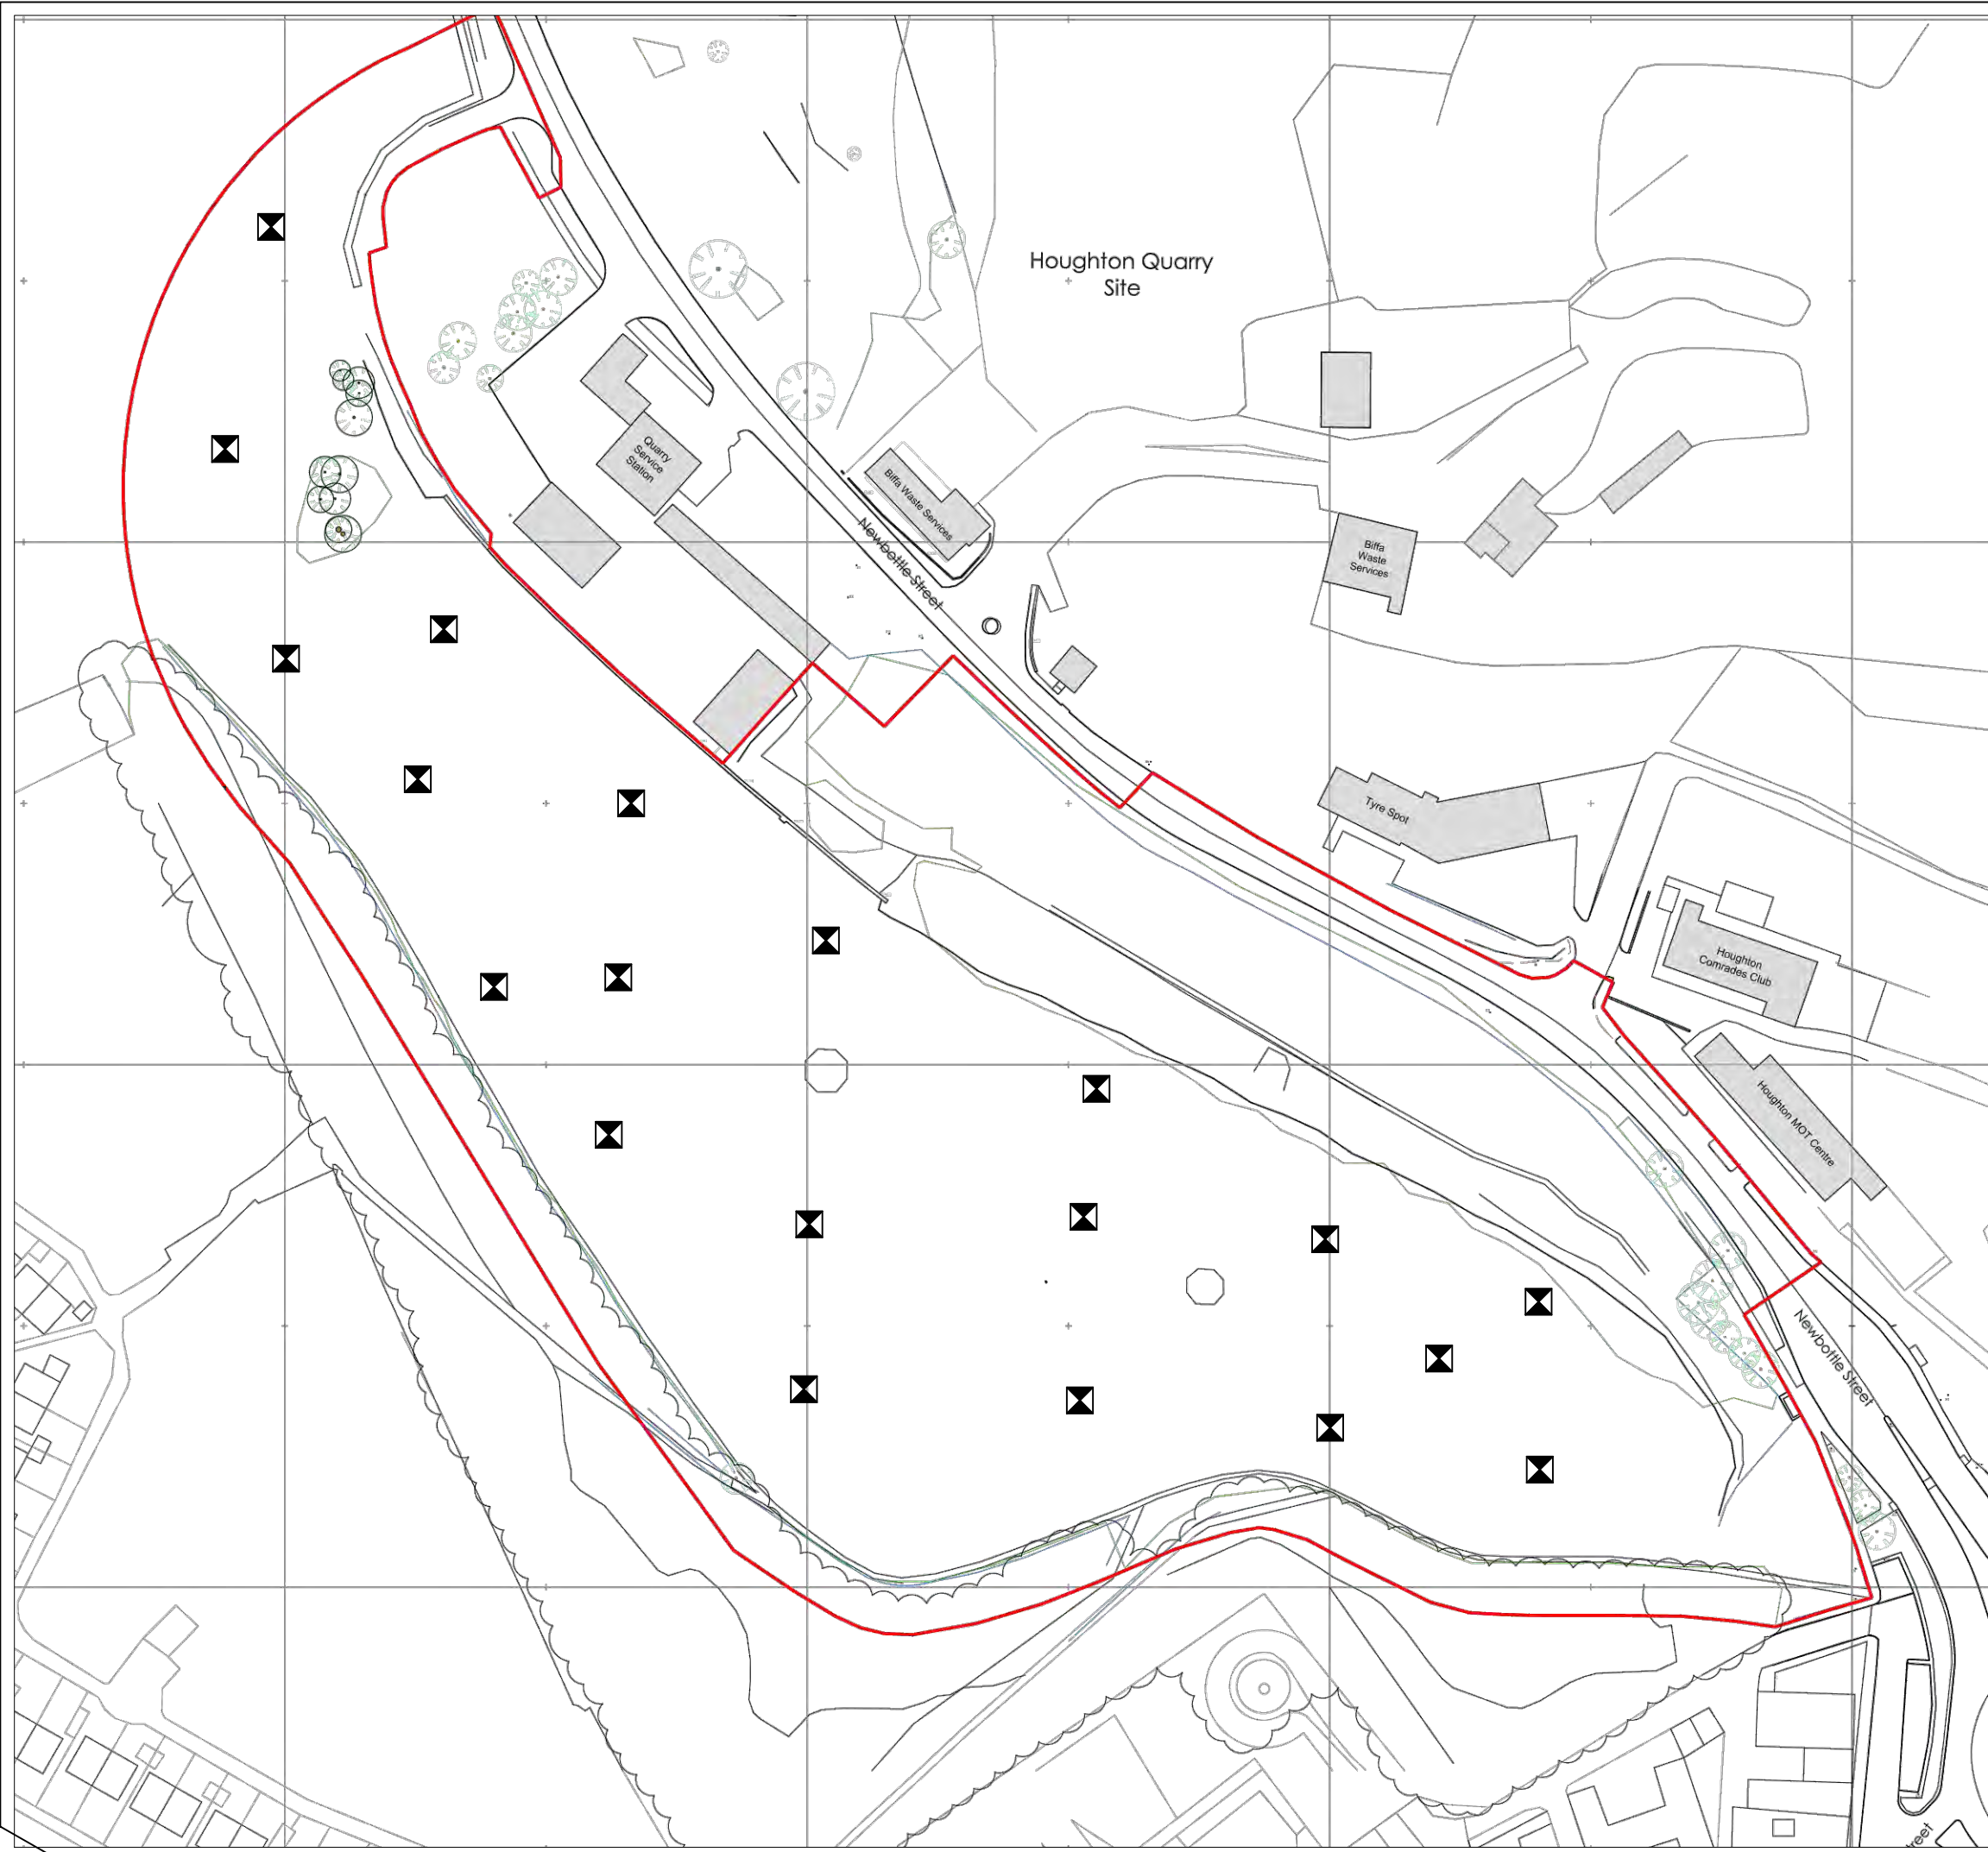 Houghton Quarry
Site
Quarry
Service
Station
Biffa Waste Services
Newbottle Street
Biffa
Waste
Services
Tyre Spot
Houghton
Comrades Club
Houghton MOT Centre
Newbottle Street